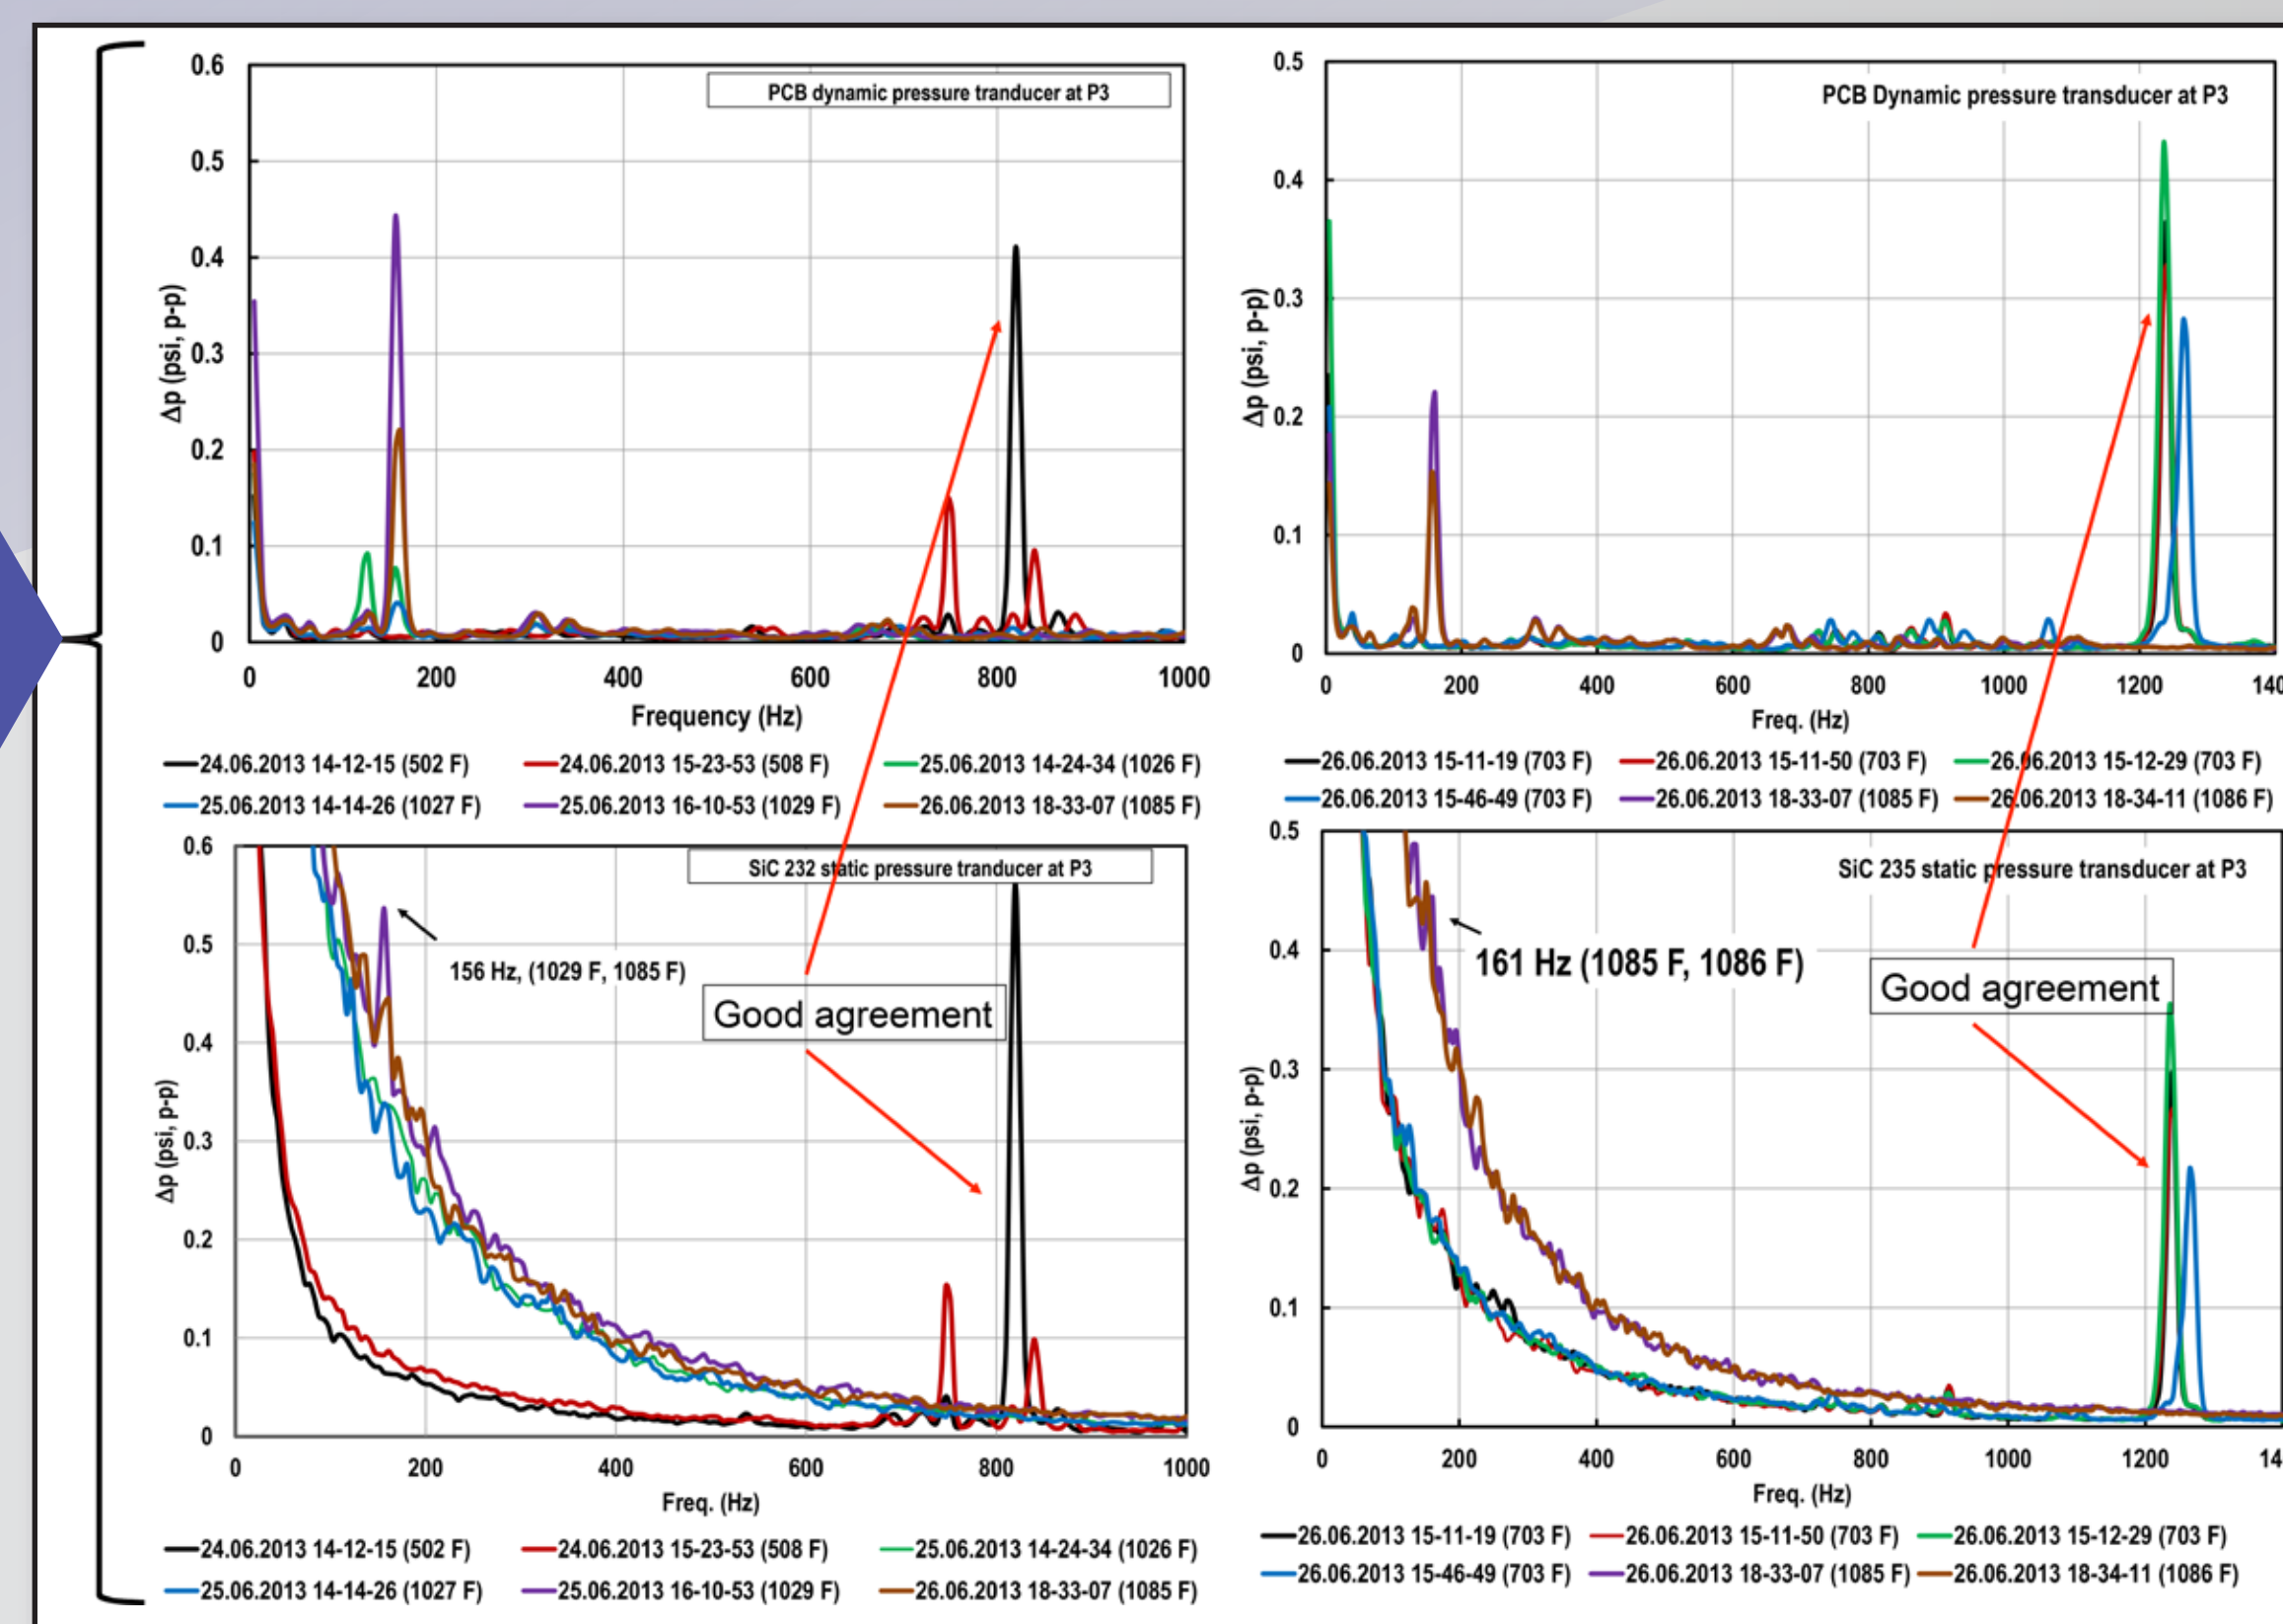 0.6
PCB dynamic pressure tranducer at P3
0.5
0.4
0.3
0.2
0.1
0
Δp (psi, p-p)
0 200 400 600 800 1000
Frequency (Hz)
24.06.2013 14-12-15 (502 F) 24.06.2013 15-23-53 (508 F) 25.06.2013 14-24-34 (1026 F)
25.06.2013 14-14-26 (1027 F) 25.06.2013 16-10-53 (1029 F) 26.06.2013 18-33-07 (1085 F)
0.5
PCB Dynamic pressure transducer at P3
0.4
0.3
0.2
0.1
0
Δp (psi, p-p)
0 200 400 600 800 1000 1200 140
Freq. (Hz)
26.06.2013 15-11-19 (703 F) 26.06.2013 15-11-50 (703 F) 26.06.2013 15-12-29 (703 F)
26.06.2013 15-46-49 (703 F) 26.06.2013 18-33-07 (1085 F) 26.06.2013 18-34-11 (1086 F)
0.6
SiC 232 static pressure tranducer at P3
0.5
156 Hz, (1029 F, 1085 F)
Good agreement
0.4
0.3
0.2
0.1
0
Δp (psi, p-p)
0 200 400 600 800 1000
Freq. (Hz)
24.06.2013 14-12-15 (502 F) 24.06.2013 15-23-53 (508 F) 25.06.2013 14-24-34 (1026 F)
25.06.2013 14-14-26 (1027 F) 25.06.2013 16-10-53 (1029 F) 26.06.2013 18-33-07 (1085 F)
0.5
SiC 235 static pressure transducer at P3
0.4
161 Hz (1085 F, 1086 F)
Good agreement
0.3
0.2
0.1
0
Δp (psi, p-p)
0 200 400 600 800 1000 1200 14
Freq. (Hz)
26.06.2013 15-11-19 (703 F) 26.06.2013 15-11-50 (703 F) 26.06.2013 15-12-29 (703 F)
26.06.2013 15-46-49 (703 F) 26.06.2013 18-33-07 (1085 F) 26.06.2013 18-34-11 (1086 F)